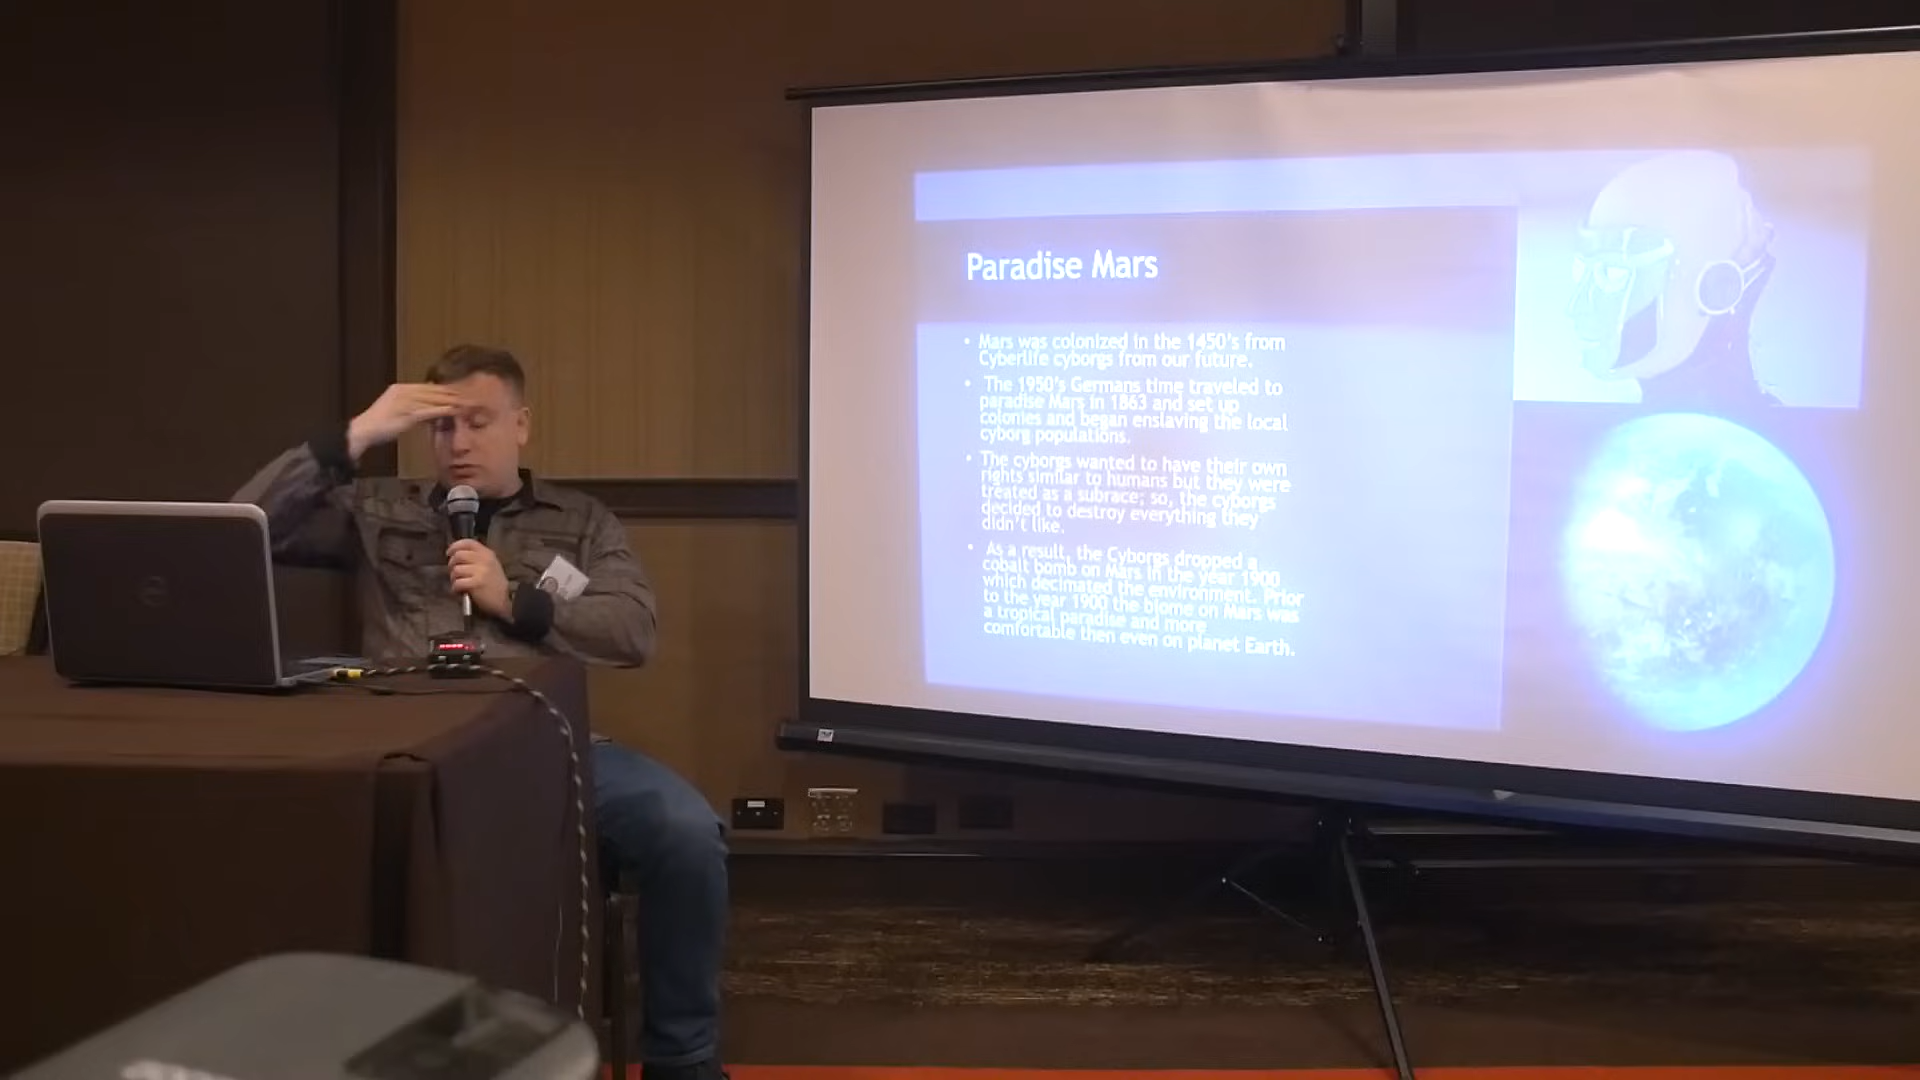 Paradise Mars
• Mars was colonized in the 1450's from
Cyberlife cyborgs from our future.
• The 1950's Germans time traveled to
paradise Mars in 1863 and set up
colonies and began enslaving the local
cyborg populations.
• The cyborgs wanted to have their own
rights similar to humans but they were
treated as a subrace; so, the cyborgs
decided to destroy everything they
didn't like.
• As a result, the Cyborgs dropped a
cobalt bomb on Mars in the year 1900
which decimated the environment. Prior
to the year 1900 the biome on Mars was
a tropical paradise and more
comfortable then even on planet Earth.